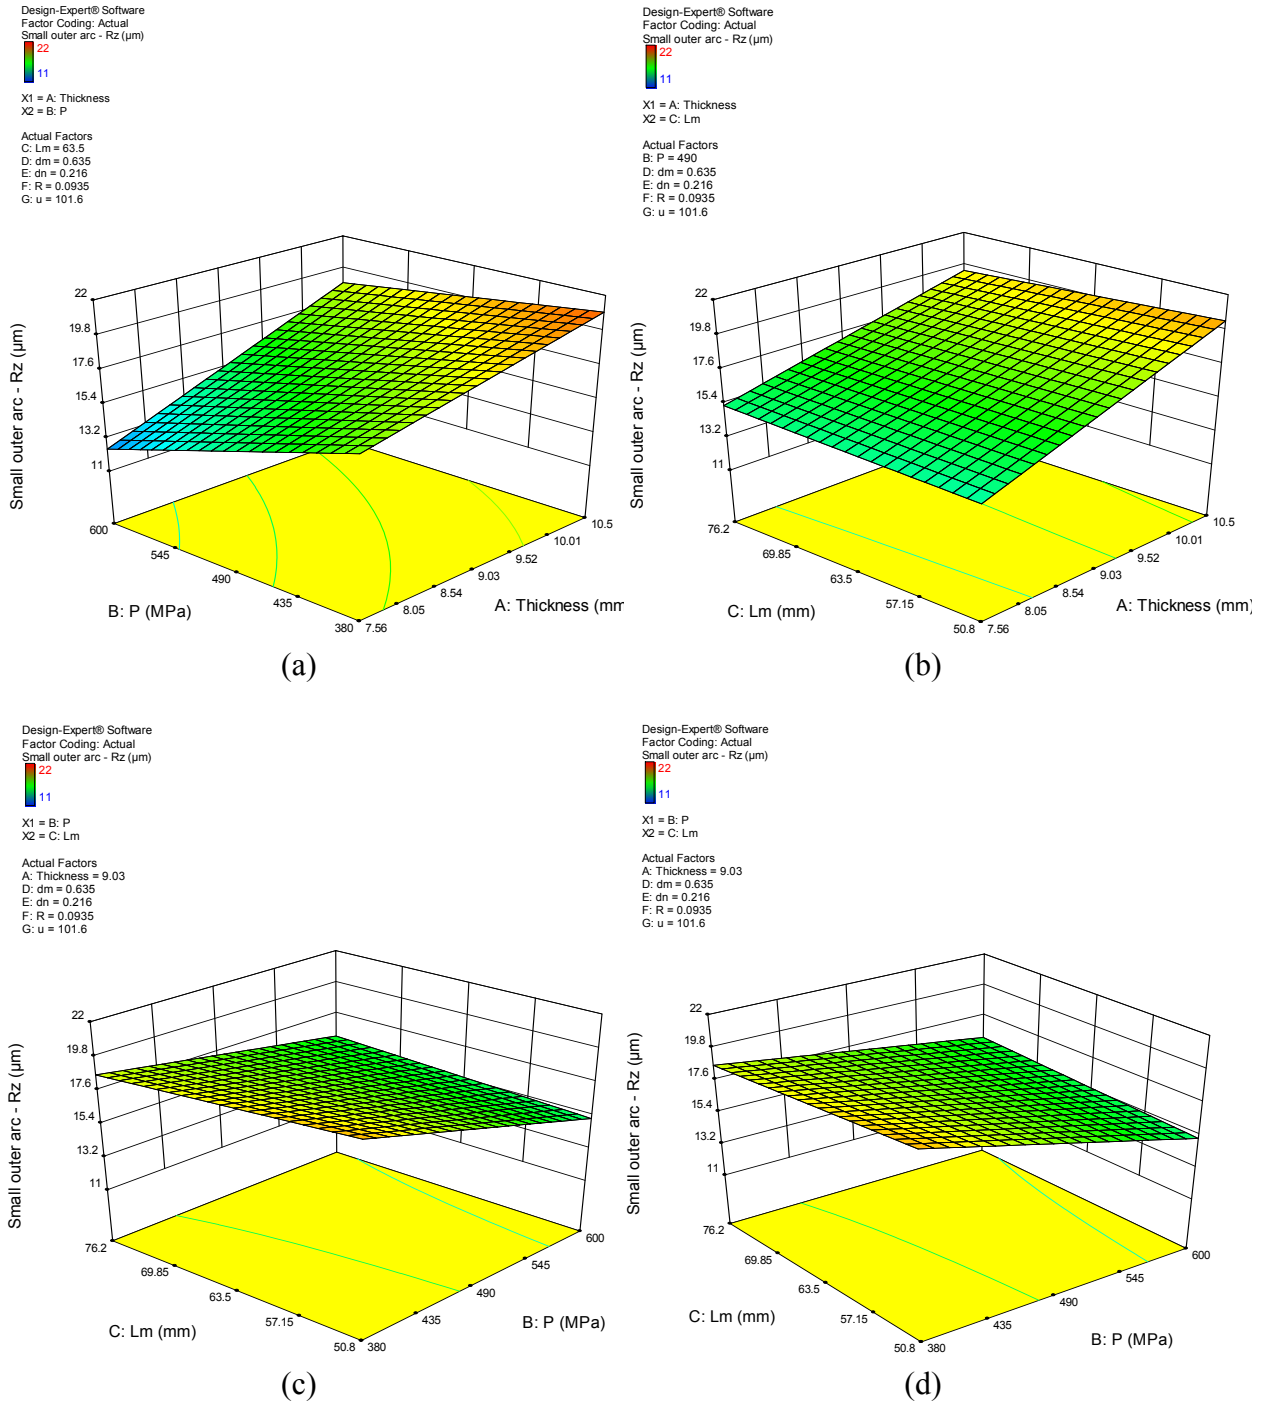 Design-Expert® Software
Factor Coding: Actual
Small outer arc - Rz (µm)
22
11
X1 = A: Thickness
X2 = B: P
Actual Factors
C: Lm = 63.5
D: dm = 0.635
E: dn = 0.216
F: R = 0.0935
G: u = 101.6
22
19.8
17.6
15.4
13.2
11
Small outer arc - Rz (µm)
600
545
490
435
380
B: P (MPa)
7.56
8.05
8.54
9.03
9.52
10.01
10.5
A: Thickness (mm
(a)
Design-Expert® Software
Factor Coding: Actual
Small outer arc - Rz (µm)
22
11
X1 = A: Thickness
X2 = C: Lm
Actual Factors
B: P = 490
D: dm = 0.635
E: dn = 0.216
F: R = 0.0935
G: u = 101.6
22
19.8
17.6
15.4
13.2
11
Small outer arc - Rz (µm)
76.2
69.85
63.5
57.15
50.8
C: Lm (mm)
7.56
8.05
8.54
9.03
9.52
10.01
10.5
A: Thickness (mm)
(b)
Design-Expert® Software
Factor Coding: Actual
Small outer arc - Rz (µm)
22
11
X1 = B: P
X2 = C: Lm
Actual Factors
A: Thickness = 9.03
D: dm = 0.635
E: dn = 0.216
F: R = 0.0935
G: u = 101.6
22
19.8
17.6
15.4
13.2
11
Small outer arc - Rz (µm)
76.2
69.85
63.5
57.15
50.8
C: Lm (mm)
380
435
490
545
600
B: P (MPa)
(c)
Design-Expert® Software
Factor Coding: Actual
Small outer arc - Rz (µm)
22
11
X1 = B: P
X2 = C: Lm
Actual Factors
A: Thickness = 9.03
D: dm = 0.635
E: dn = 0.216
F: R = 0.0935
G: u = 101.6
22
19.8
17.6
15.4
13.2
11
Small outer arc - Rz (µm)
76.2
69.85
63.5
57.15
50.8
C: Lm (mm)
380
435
490
545
600
B: P (MPa)
(d)